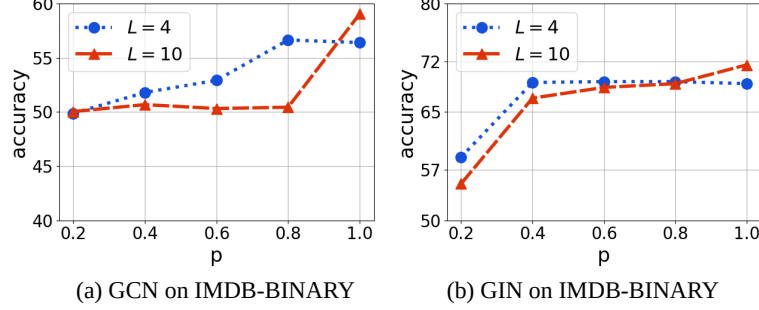 60
55
50
45
40
accuracy
L = 4
L = 10
0.2 0.4 0.6 0.8 1.0
p
(a) GCN on IMDB-BINARY
80
72
65
57
50
accuracy
L = 4
L = 10
0.2 0.4 0.6 0.8 1.0
p
(b) GIN on IMDB-BINARY